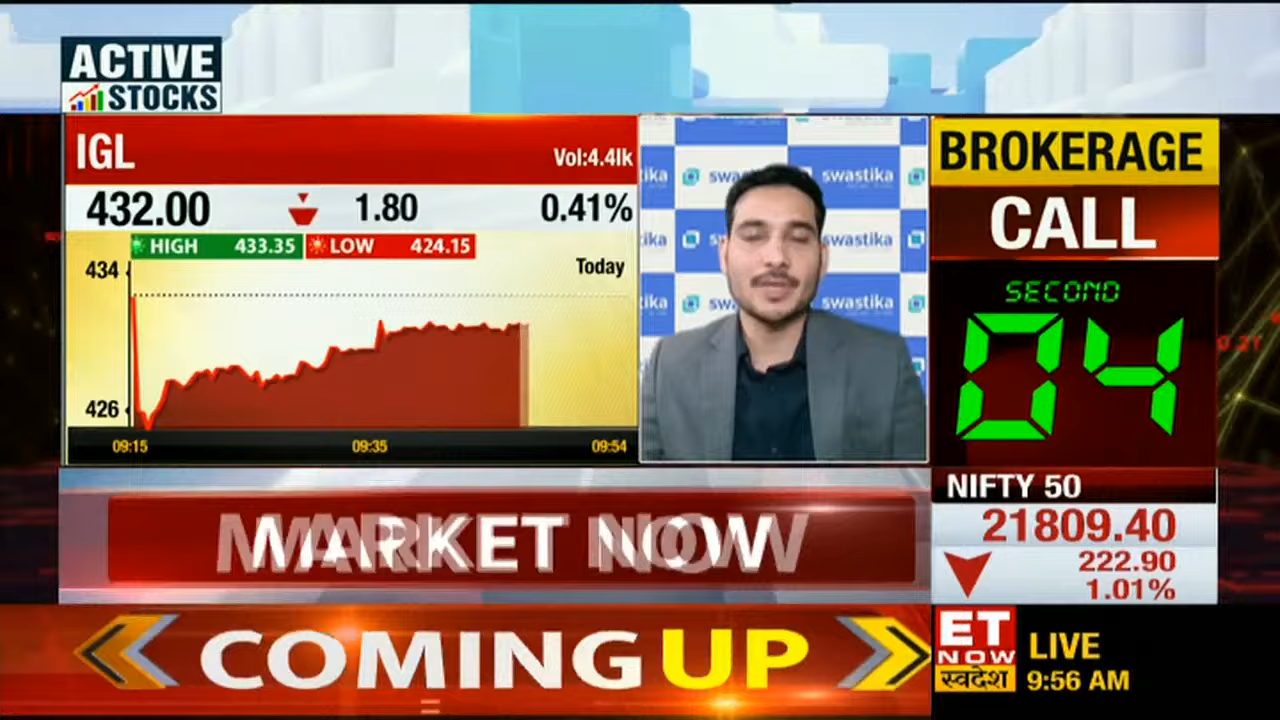 ACTIVE
STOCKS
IGL
Vol:4.4lk
432.00 1.80 0.41%
HIGH 433.35 LOW 424.15
Today
434
426
09:15 09:35 09:54
swastika
swastika
swastika
swastika
swastika
BROKERAGE
CALL
SECOND
04
NIFTY 50
21809.40
222.90
1.01%
MARKET NOW
COMING UP
ET
NOW
स्वदेश
LIVE
9:56 AM